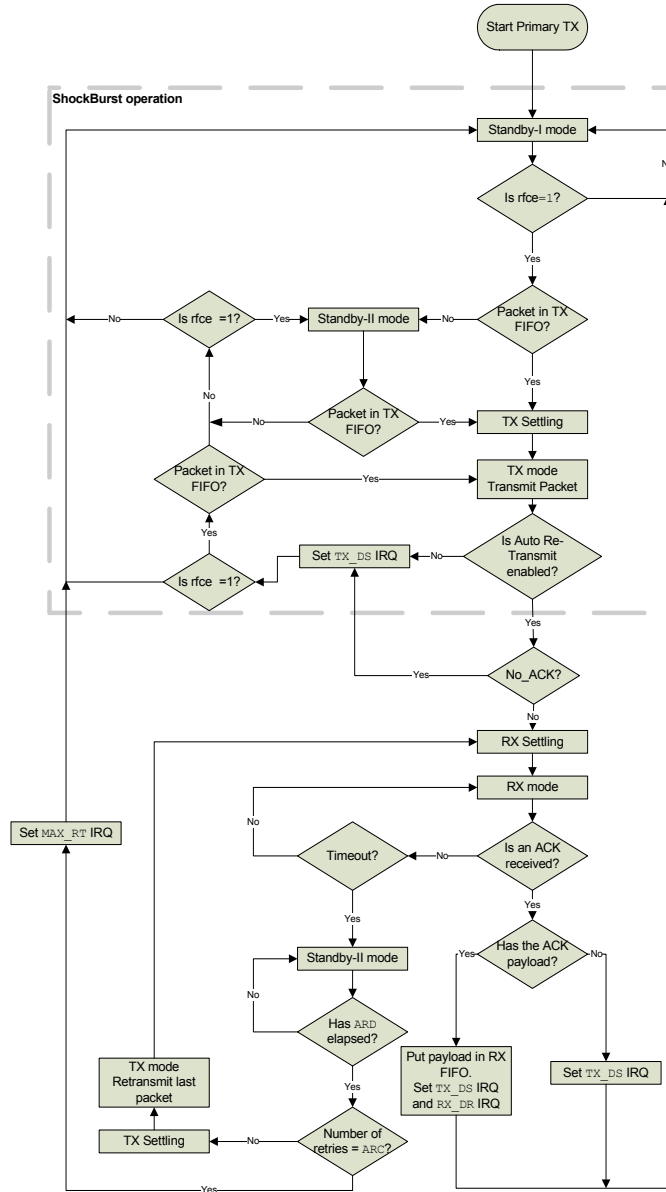 Start Primary TX
ShockBurst operation
Standby-I mode
Is rfce=1?
Yes
Is rfce =1?
No
Yes
Standby-II mode
No
Packet in TX
FIFO?
Yes
No
Packet in TX
FIFO?
No
Yes
TX Settling
Packet in TX
FIFO?
Yes
TX mode
Transmit Packet
Yes
Is Auto Re-
Transmit
enabled?
No
Set TX_DS IRQ
Is rfce =1?
Yes
No_ACK?
Yes
No
RX Settling
RX mode
No
Set MAX_RT IRQ
Timeout?
No
Is an ACK
received?
Yes
Yes
Has the ACK
payload?
Yes
No
Standby-II mode
No
Has ARD
elapsed?
Yes
TX mode
Retransmit last
packet
Put payload in RX
FIFO.
Set TX_DS IRQ
and RX_DR IRQ
Set TX_DS IRQ
TX Settling
No
Number of
retries = ARC?
Yes